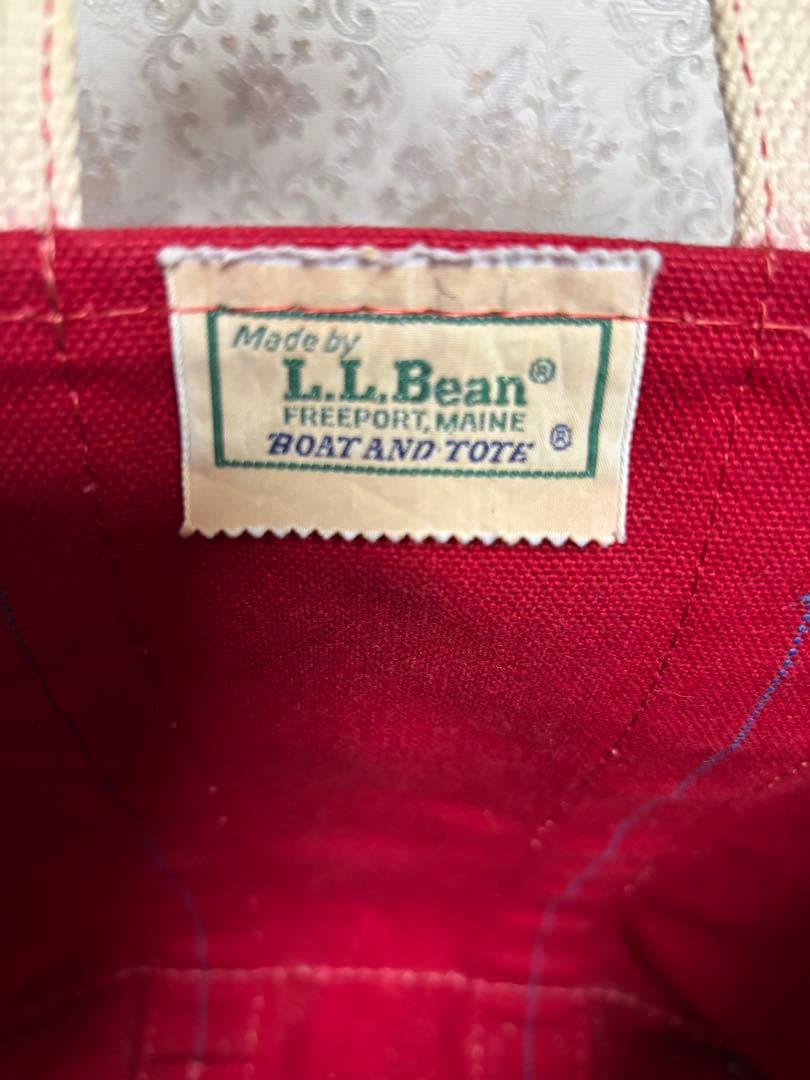 Made by
L.L.Bean®
FREEPORT, MAINE
BOAT AND TOTE ®